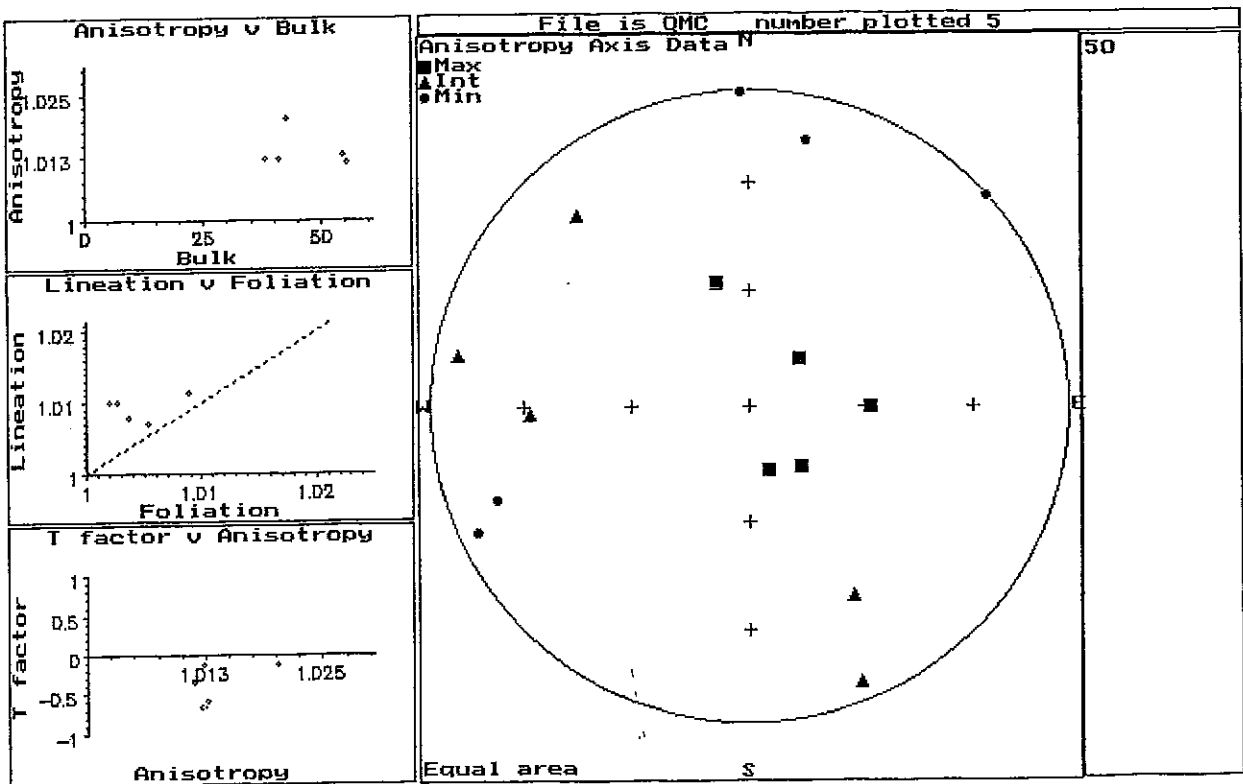 File is QMC number plotted 5
Anisotropy v Bulk
Anisotropy
1.025
1.013
1
0 25 50
Bulk
Lineation v Foliation
Lineation
1.02
1.01
1
1 1.01 1.02
Foliation
T factor v Anisotropy
T factor
1
0.5
0
-0.5
-1
1.013 1.025
Anisotropy
Anisotropy Axis Data
Max
Int
Min
N
W
E
S
Equal area
50